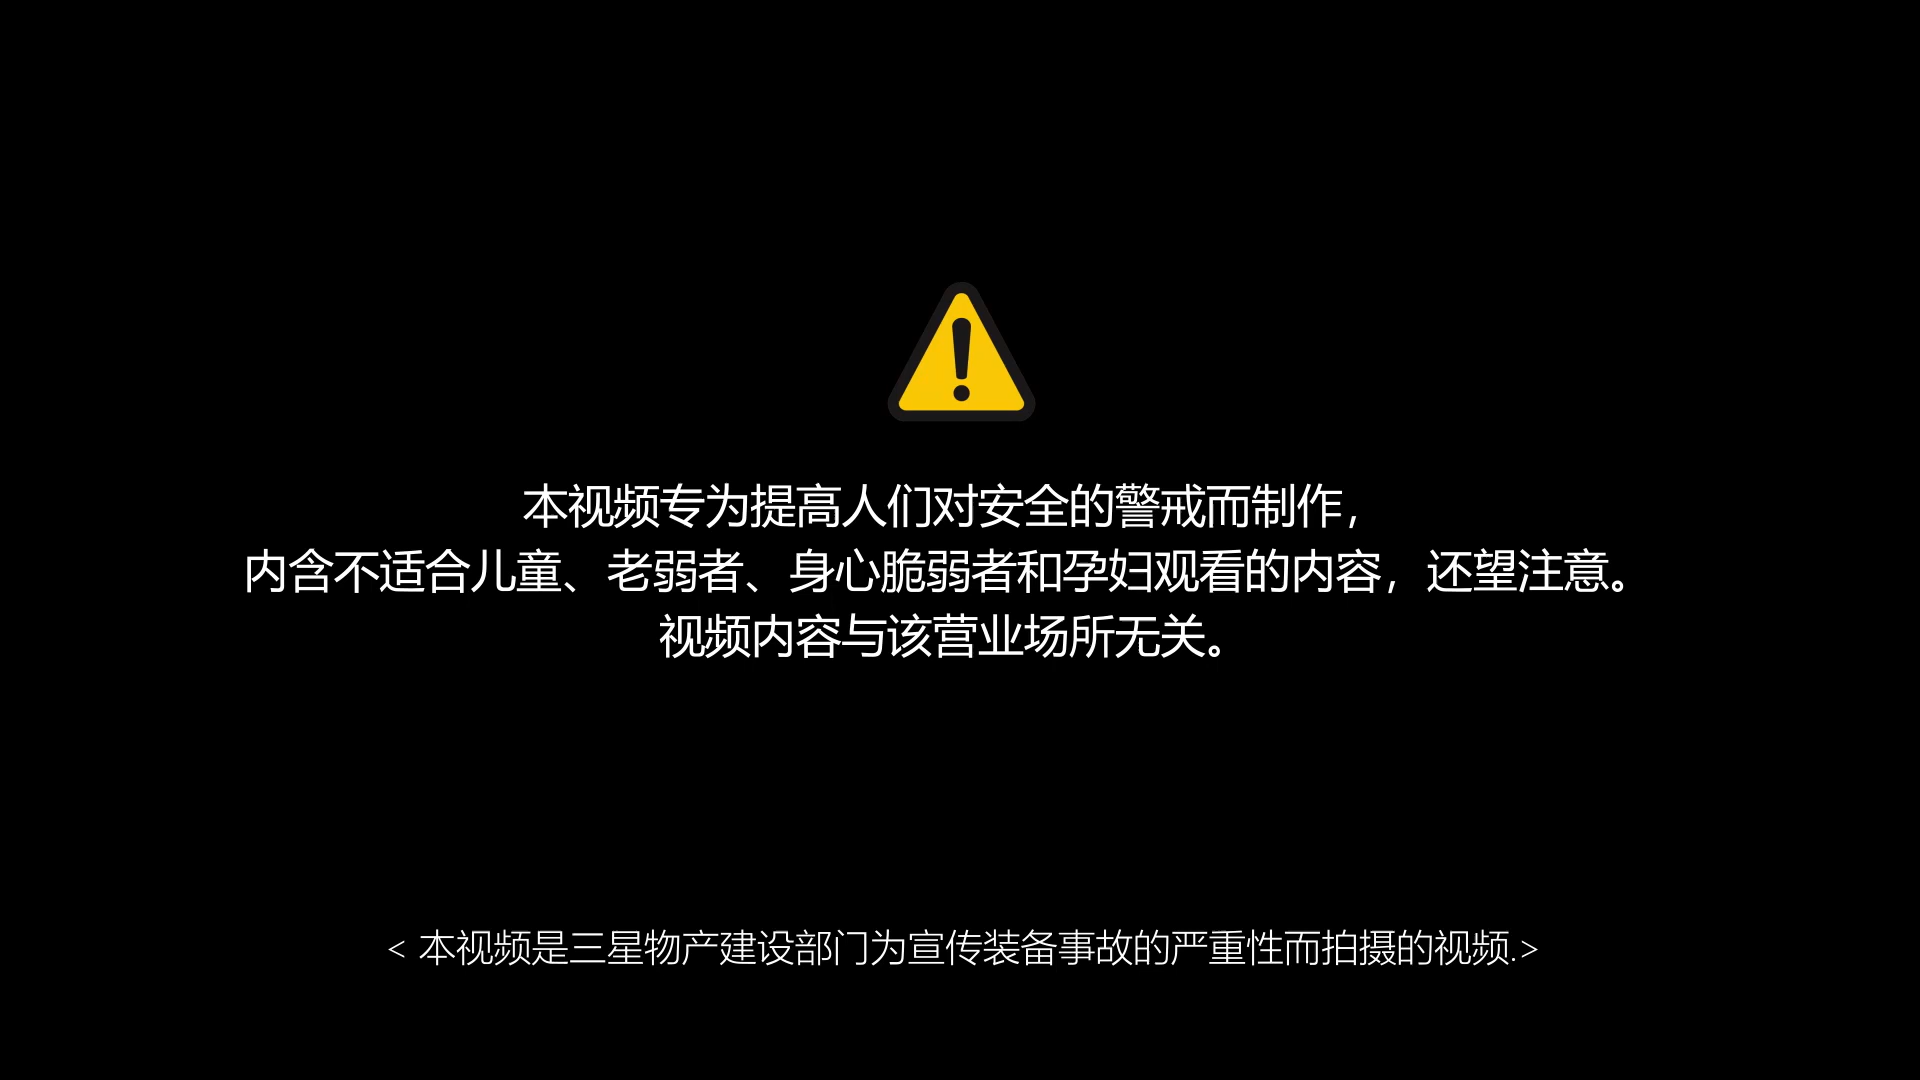 本视频专为提高人们对安全的警戒而制作，
内含不适合儿童、老弱者、身心脆弱者和孕妇观看的内容，还望注意。
视频内容与该营业场所无关。
< 本视频是三星物产建设部门为宣传装备事故的严重性而拍摄的视频.>